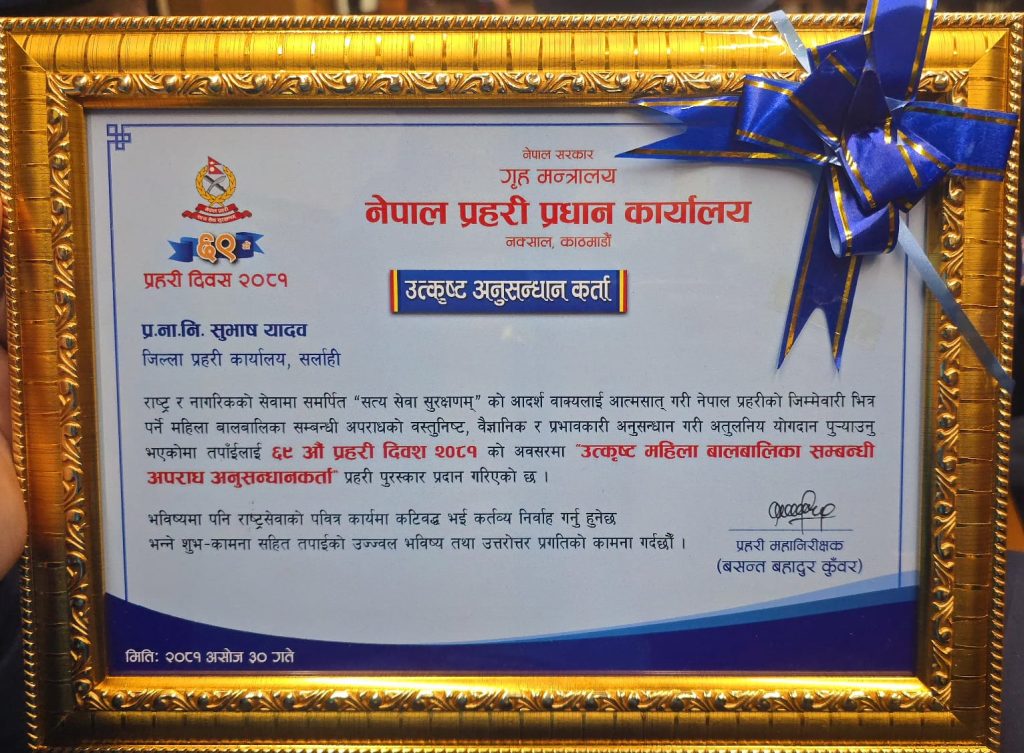 नेपाल सरकार
गृह मन्त्रालय
नेपाल प्रहरी प्रधान कार्यालय
नक्साल, काठमाडौं
नेपाल प्रहरी
सत्य सेवा सुरक्षणम्
६९ औं
प्रहरी दिवस २०८१
उत्कृष्ट अनुसन्धान कर्ता
प्र.ना.नि. सुभाष यादव
जिल्ला प्रहरी कार्यालय, सर्लाही
राष्ट्र र नागरिकको सेवामा समर्पित “सत्य सेवा सुरक्षणम्” को आदर्श वाक्यलाई आत्मसात् गरी नेपाल प्रहरीको जिम्मेवारी भित्र
पर्ने महिला बालबालिका सम्बन्धी अपराधको वस्तुनिष्ट, वैज्ञानिक र प्रभावकारी अनुसन्धान गरी अतुलनिय योगदान पुऱ्याउनु
भएकोमा तपाँईलाई ६९ औं प्रहरी दिवश २०८१ को अवसरमा “उत्कृष्ट महिला बालबालिका सम्बन्धी
अपराध अनुसन्धानकर्ता” प्रहरी पुरस्कार प्रदान गरिएको छ ।
भविष्यमा पनि राष्ट्रसेवाको पवित्र कार्यमा कटिवद्ध भई कर्तव्य निर्वाह गर्नु हुनेछ
भन्ने शुभ-कामना सहित तपाईको उज्ज्वल भविष्य तथा उत्तरोत्तर प्रगतिको कामना गर्दछौं ।
प्रहरी महानिरीक्षक
(बसन्त बहादुर कुँवर)
मितिः २०८१ असोज ३० गते